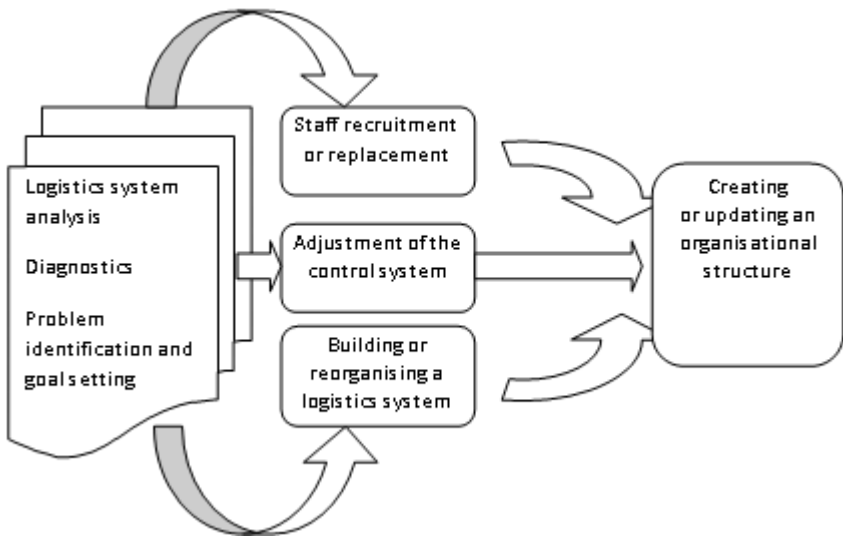 Logistics system
analysis
Diagnostics
Problem
identification and
goal setting
Staff recruitment
or replacement
Adjustment of the
control system
Building or
reorganising a
logistics system
Creating
or updating an
organisational
structure